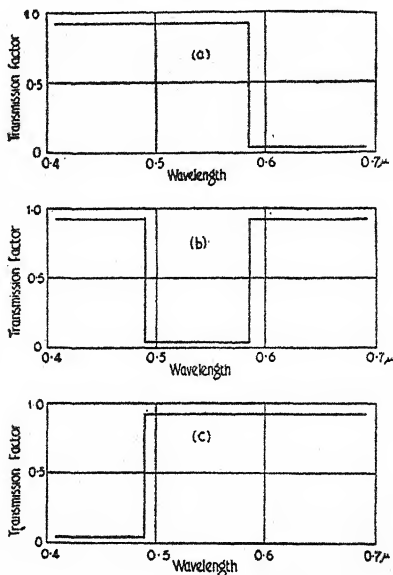 1.0
Transmission Factor
(a)
0.5
0
0.4 0.5 0.6 0.7μ
Wavelength
1.0
Transmission Factor
(b)
0.5
0
0.4 0.5 0.6 0.7μ
Wavelength
1.0
Transmission Factor
(c)
0.5
0
0.4 0.5 0.6 0.7μ
Wavelength